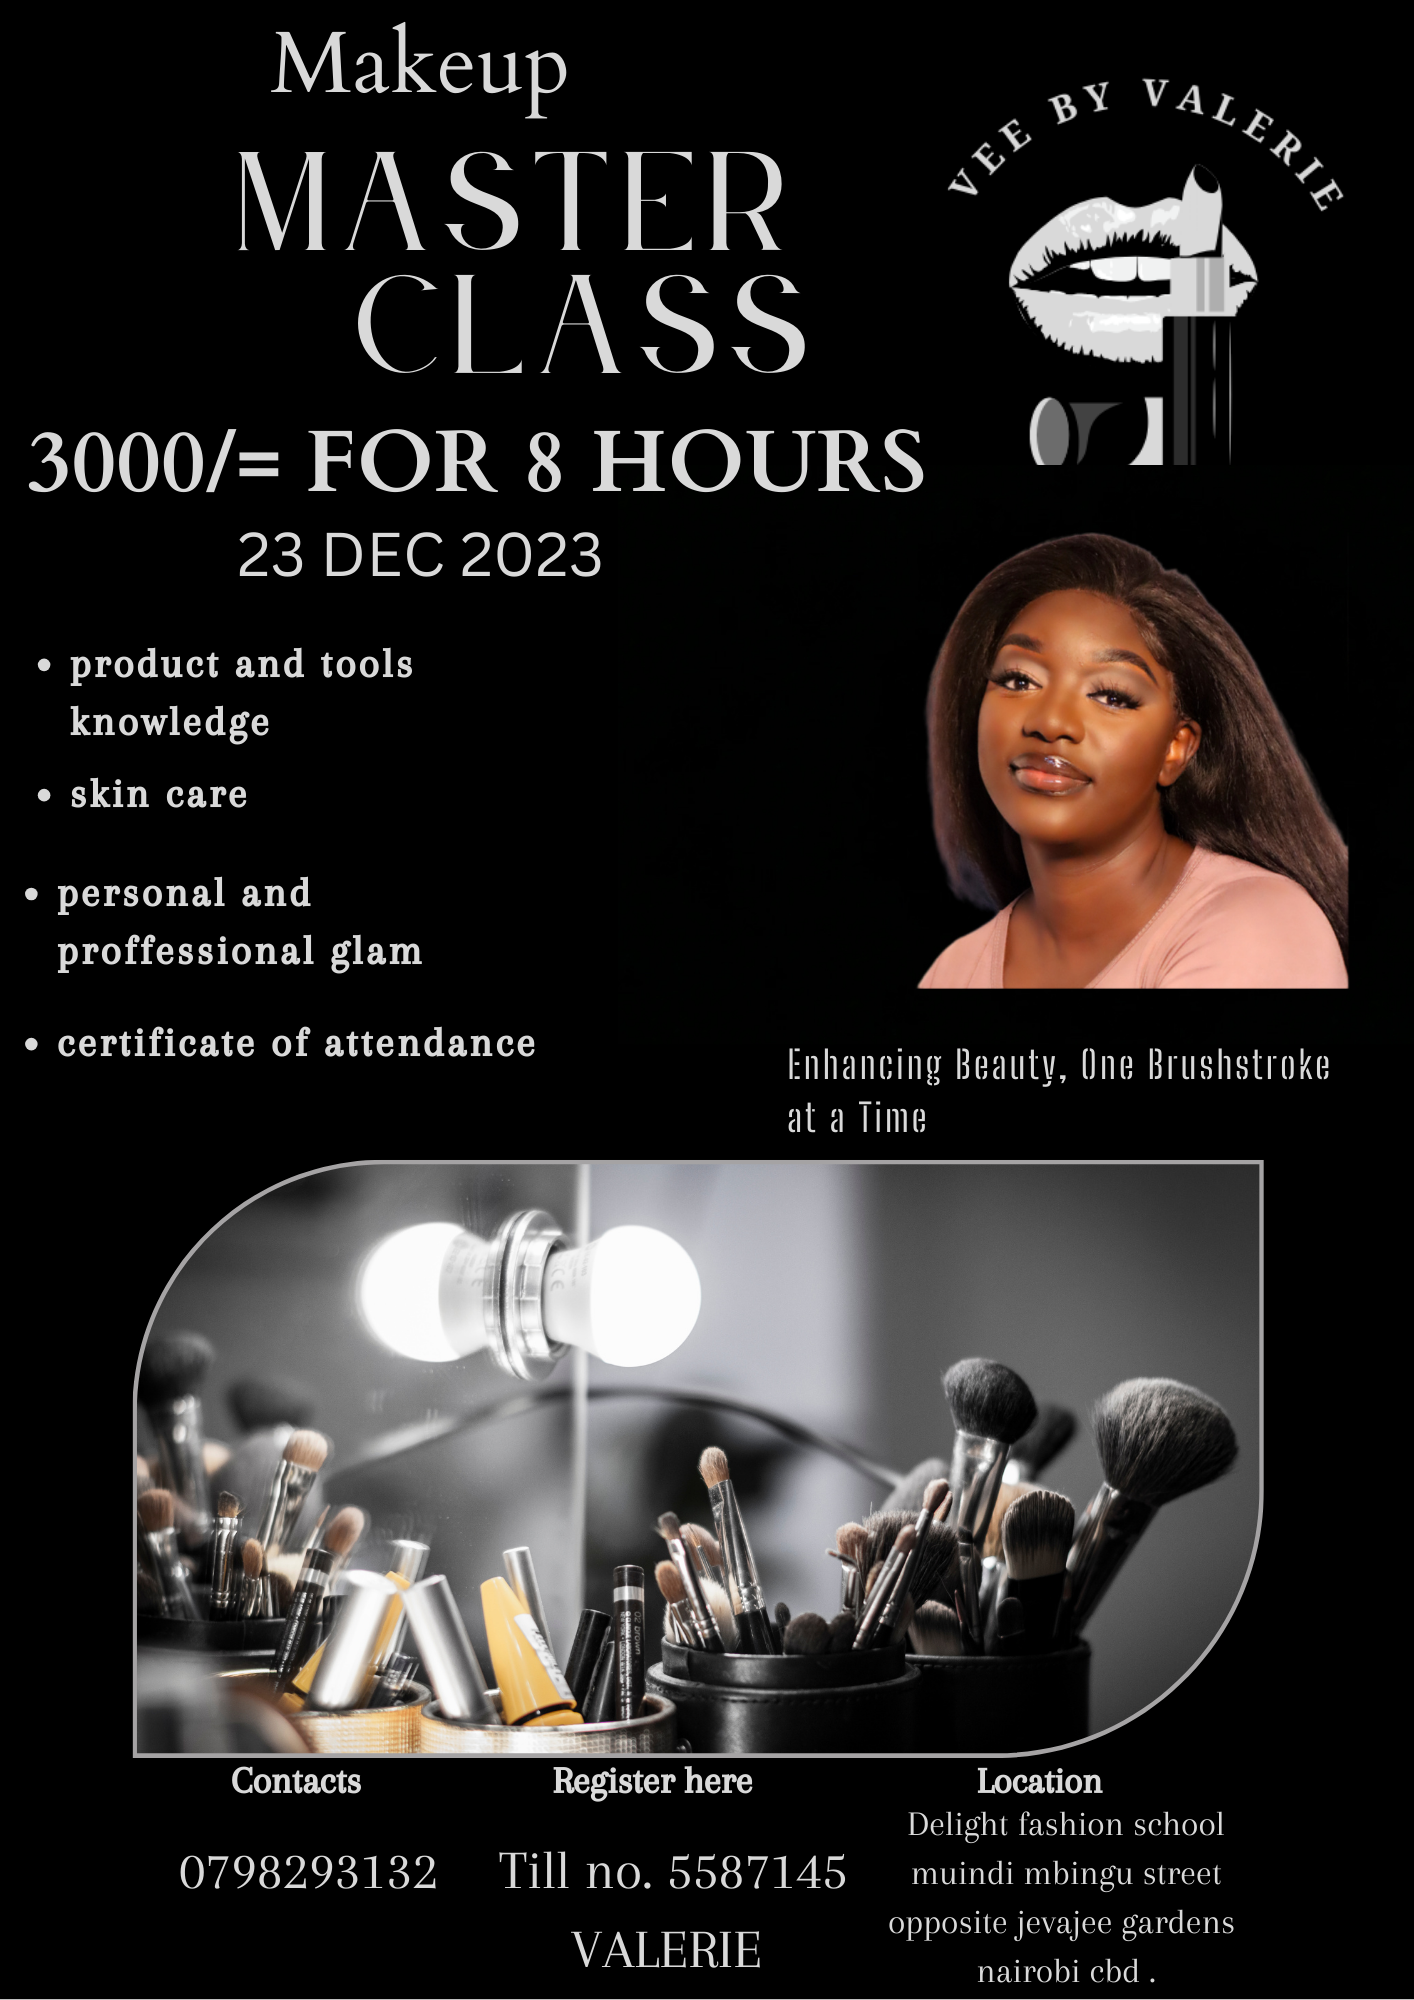 Makeup
MASTER
CLASS
VEE BY VALERIE
3000/= FOR 8 HOURS
23 DEC 2023
• product and tools
knowledge
• skin care
• personal and
proffessional glam
• certificate of attendance
Enhancing Beauty, One Brushstroke
at a Time
Contacts
0798293132
Register here
Till no. 5587145
VALERIE
Location
Delight fashion school
muindi mbingu street
opposite jevajee gardens
nairobi cbd .